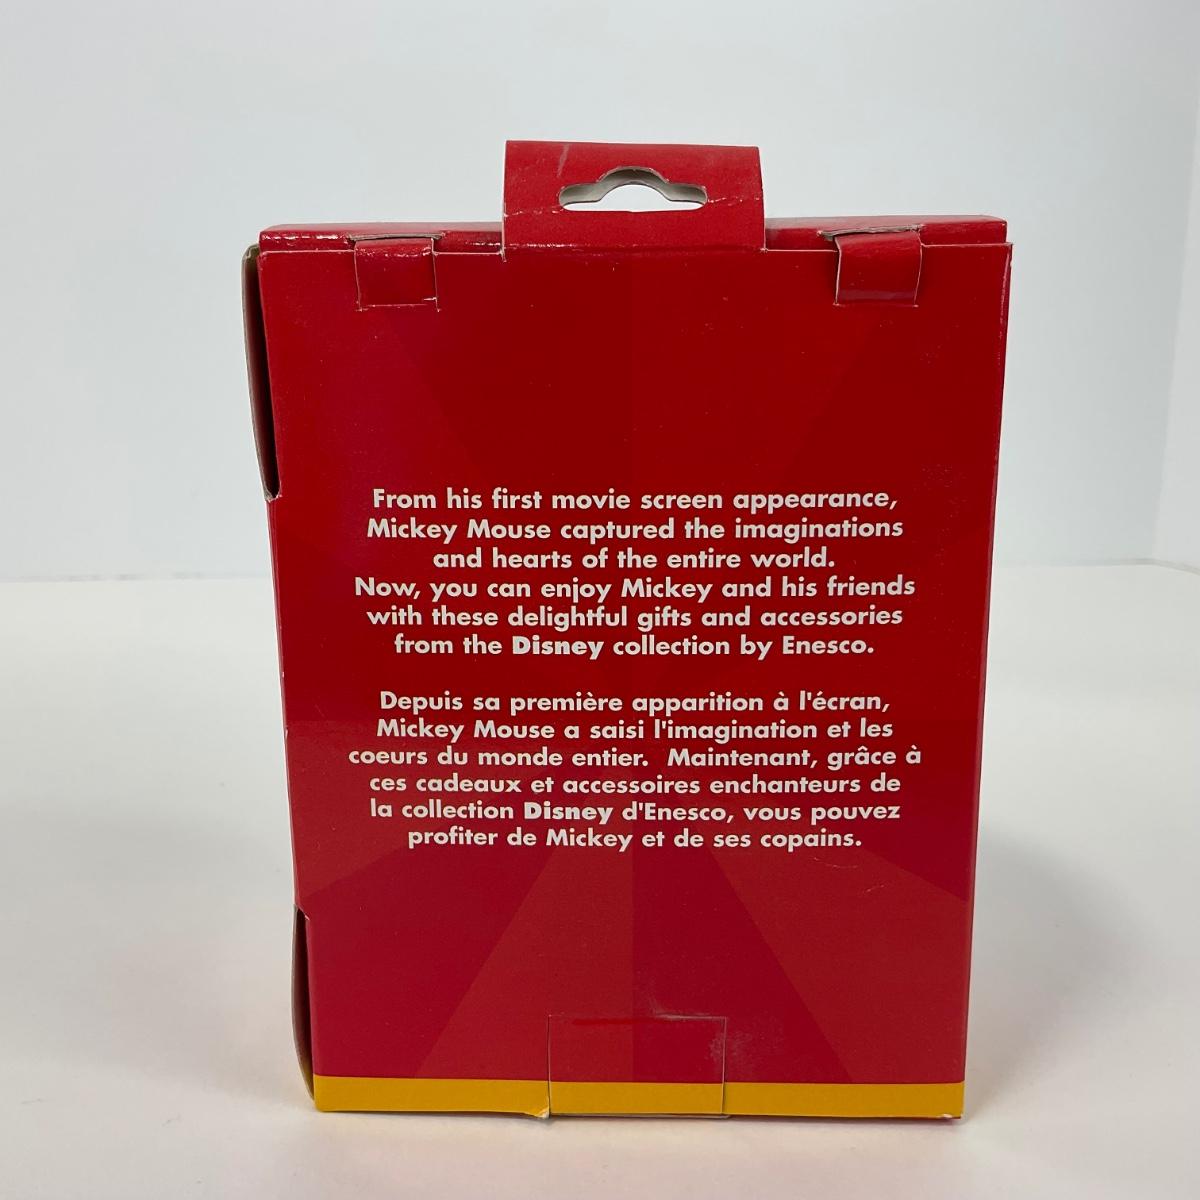 From his first movie screen appearance,
Mickey Mouse captured the imaginations
and hearts of the entire world.
Now, you can enjoy Mickey and his friends
with these delightful gifts and accessories
from the Disney collection by Enesco.
Depuis sa première apparition à l'écran,
Mickey Mouse a saisi l'imagination et les
coeurs du monde entier. Maintenant, grâce à
ces cadeaux et accessoires enchanteurs de
la collection Disney d'Enesco, vous pouvez
profiter de Mickey et de ses copains.